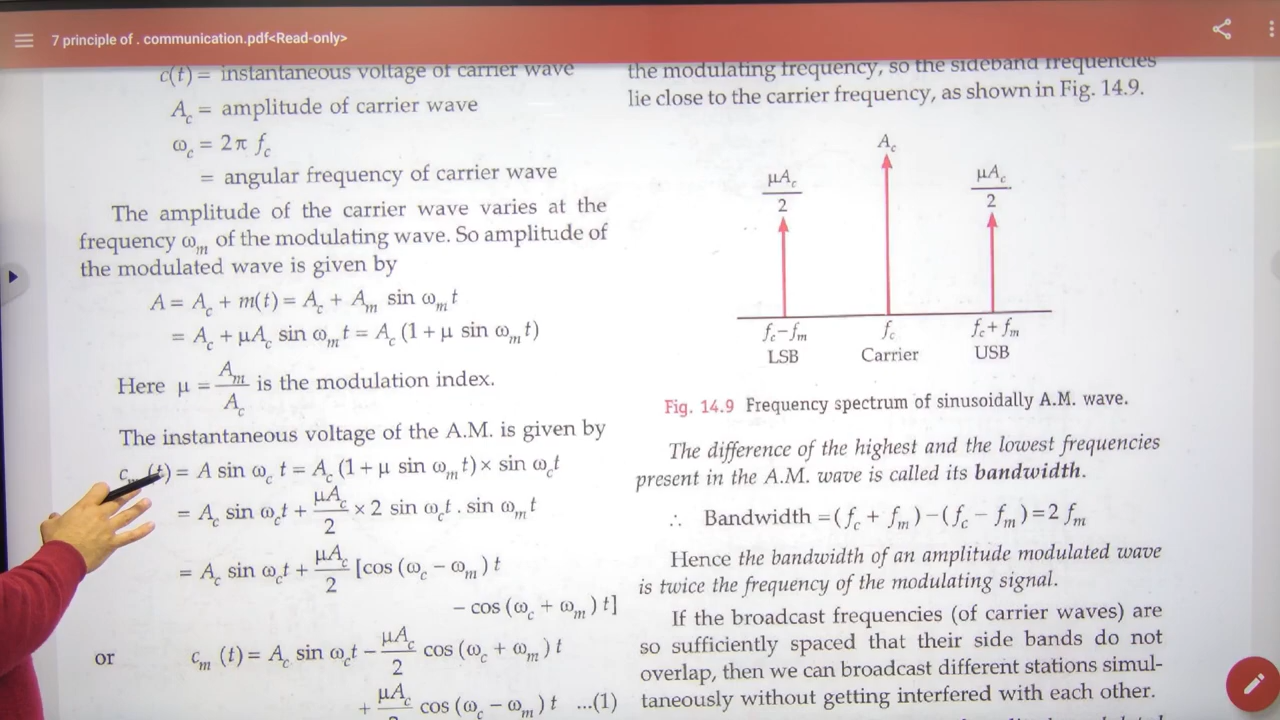 7 principle of . communication.pdf<Read-only>
c(t) = instantaneous voltage of carrier wave
A_c = amplitude of carrier wave
ω_c = 2π f_c
= angular frequency of carrier wave
The amplitude of the carrier wave varies at the
frequency ω_m of the modulating wave. So amplitude of
the modulated wave is given by
A = A_c + m(t) = A_c + A_m sin ω_m t
= A_c + μA_c sin ω_m t = A_c (1 + μ sin ω_m t)
Here μ = A_m / A_c is the modulation index.
The instantaneous voltage of the A.M. is given by
c_m (t) = A sin ω_c t = A_c (1 + μ sin ω_m t) × sin ω_c t
= A_c sin ω_c t + μA_c / 2 × 2 sin ω_c t . sin ω_m t
= A_c sin ω_c t + μA_c / 2 [cos (ω_c − ω_m) t
− cos (ω_c + ω_m) t]
or c_m (t) = A_c sin ω_c t − μA_c / 2 cos (ω_c + ω_m) t
+ μA_c / 2 cos (ω_c − ω_m) t ...(1)
the modulating frequency, so the sideband frequencies
lie close to the carrier frequency, as shown in Fig. 14.9.
A_c
μA_c / 2
μA_c / 2
f_c − f_m
f_c
f_c + f_m
LSB
Carrier
USB
Fig. 14.9 Frequency spectrum of sinusoidally A.M. wave.
The difference of the highest and the lowest frequencies
present in the A.M. wave is called its bandwidth.
∴ Bandwidth = (f_c + f_m) − (f_c − f_m) = 2 f_m
Hence the bandwidth of an amplitude modulated wave
is twice the frequency of the modulating signal.
If the broadcast frequencies (of carrier waves) are
so sufficiently spaced that their side bands do not
overlap, then we can broadcast different stations simul-
taneously without getting interfered with each other.